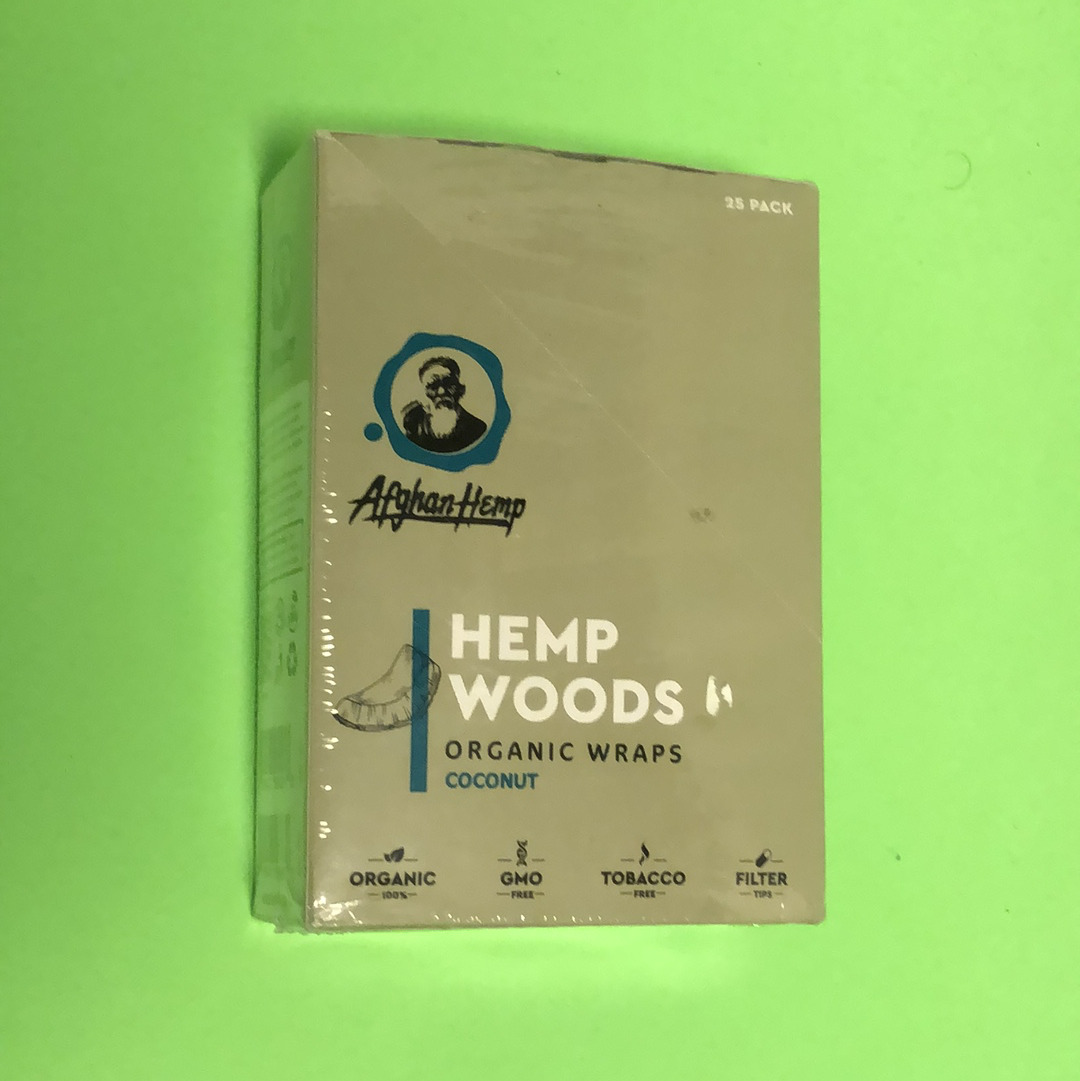 25 PACK
Afghan Hemp
HEMP
WOODS
ORGANIC WRAPS
COCONUT
ORGANIC
100%
GMO
FREE
TOBACCO
FREE
FILTER
TIPS